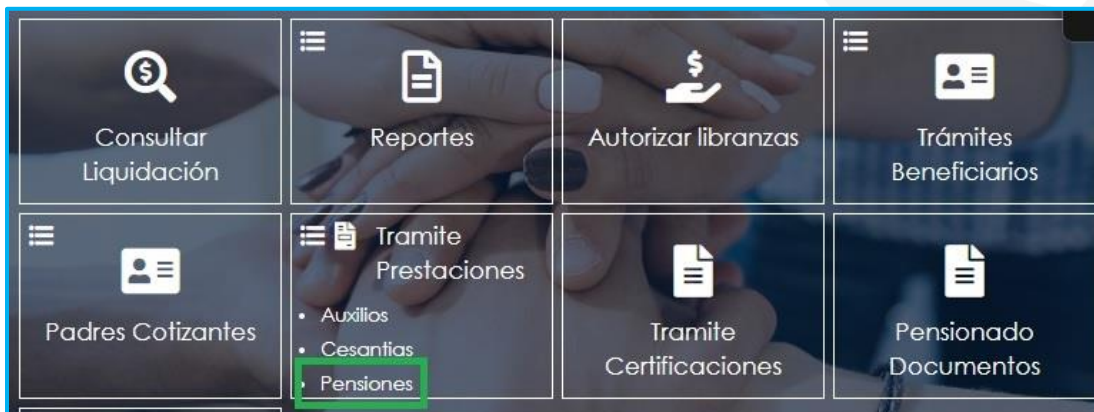 Consultar
Liquidación
Reportes
Autorizar libranzas
Trámites
Beneficiarios
Padres Cotizantes
Tramite
Prestaciones
• Auxilios
• Cesantias
• Pensiones
Tramite
Certificaciones
Pensionado
Documentos